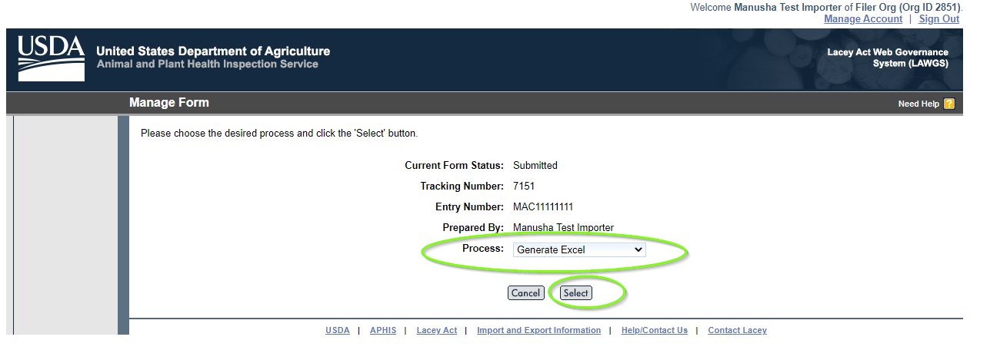 Welcome Manusha Test Importer of Filer Org (Org ID 2851).
Manage Account | Sign Out
USDA
United States Department of Agriculture
Animal and Plant Health Inspection Service
Lacey Act Web Governance
System (LAWGS)
Manage Form
Need Help ?
Please choose the desired process and click the 'Select' button.
Current Form Status: Submitted
Tracking Number: 7151
Entry Number: MAC11111111
Prepared By: Manusha Test Importer
Process: Generate Excel
Cancel Select
USDA | APHIS | Lacey Act | Import and Export Information | Help/Contact Us | Contact Lacey